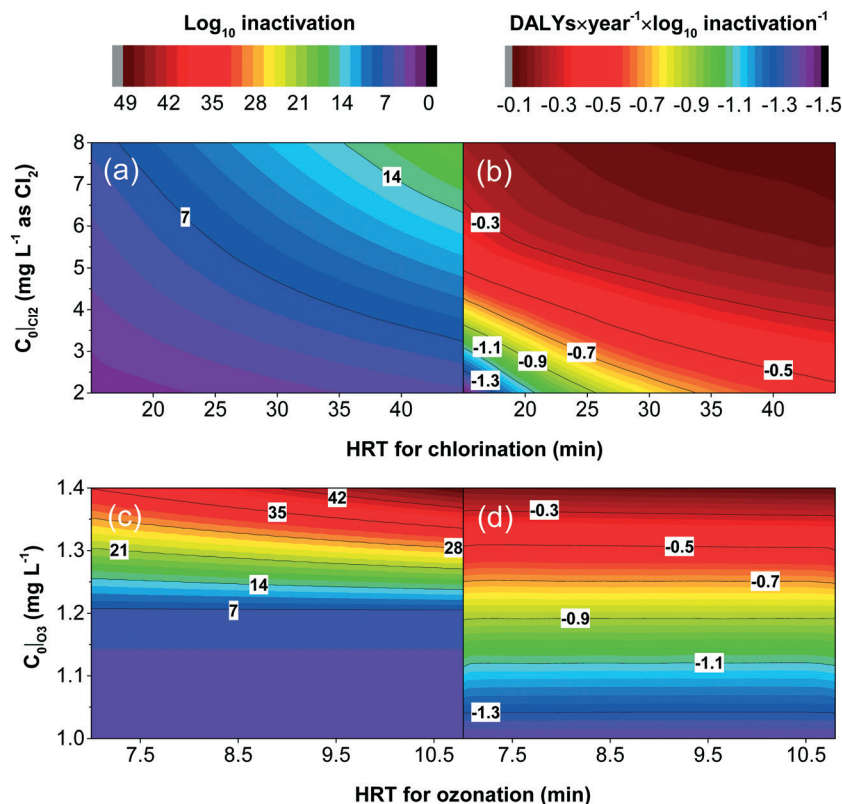 Log₁₀ inactivation
DALYs×year⁻¹×log₁₀ inactivation⁻¹
49 42 35 28 21 14 7 0
-0.1 -0.3 -0.5 -0.7 -0.9 -1.1 -1.3 -1.5
C₀|Cl2 (mg L⁻¹ as Cl₂)
8
7
6
5
4
3
2
(a)
14
7
(b)
-0.3
-1.1
-0.7
-0.9
-0.5
-1.3
20 25 30 35 40
20 25 30 35 40
HRT for chlorination (min)
C₀|O3 (mg L⁻¹)
1.4
1.3
1.2
1.1
1.0
(c)
42
35
21
28
14
7
(d)
-0.3
-0.5
-0.7
-0.9
-1.1
-1.3
7.5 8.5 9.5 10.5
7.5 8.5 9.5 10.5
HRT for ozonation (min)